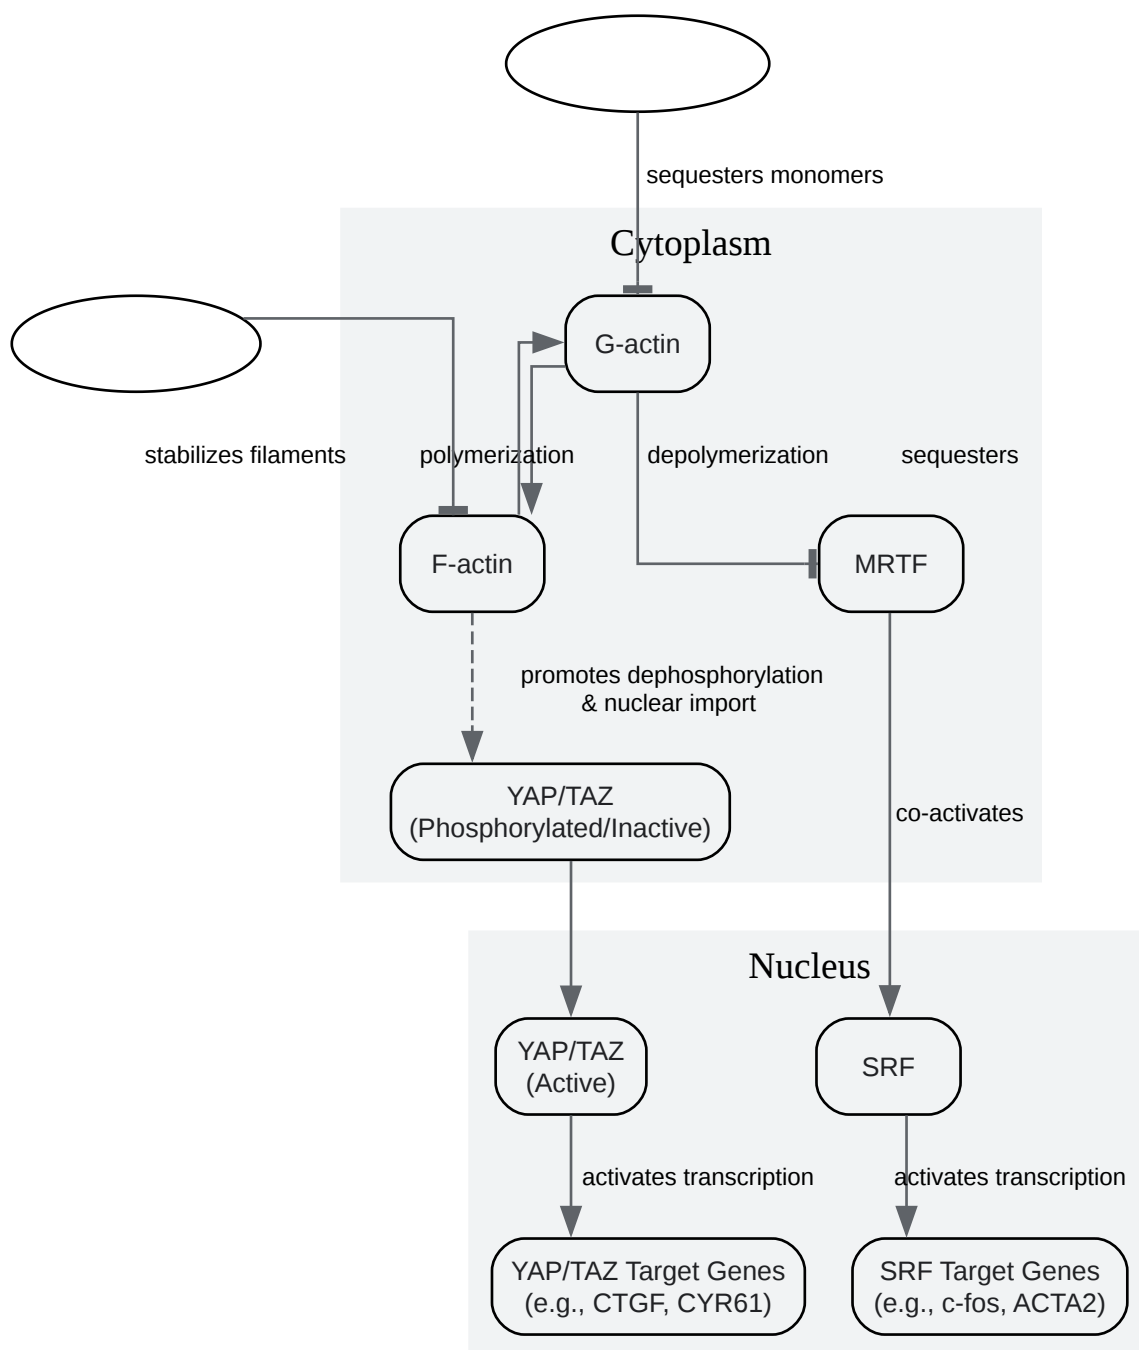 sequesters monomers
Cytoplasm
G-actin
stabilizes filaments
polymerization
depolymerization
sequesters
F-actin
MRTF
promotes dephosphorylation
& nuclear import
YAP/TAZ
(Phosphorylated/Inactive)
co-activates
Nucleus
YAP/TAZ
(Active)
SRF
activates transcription
activates transcription
YAP/TAZ Target Genes
(e.g., CTGF, CYR61)
SRF Target Genes
(e.g., c-fos, ACTA2)